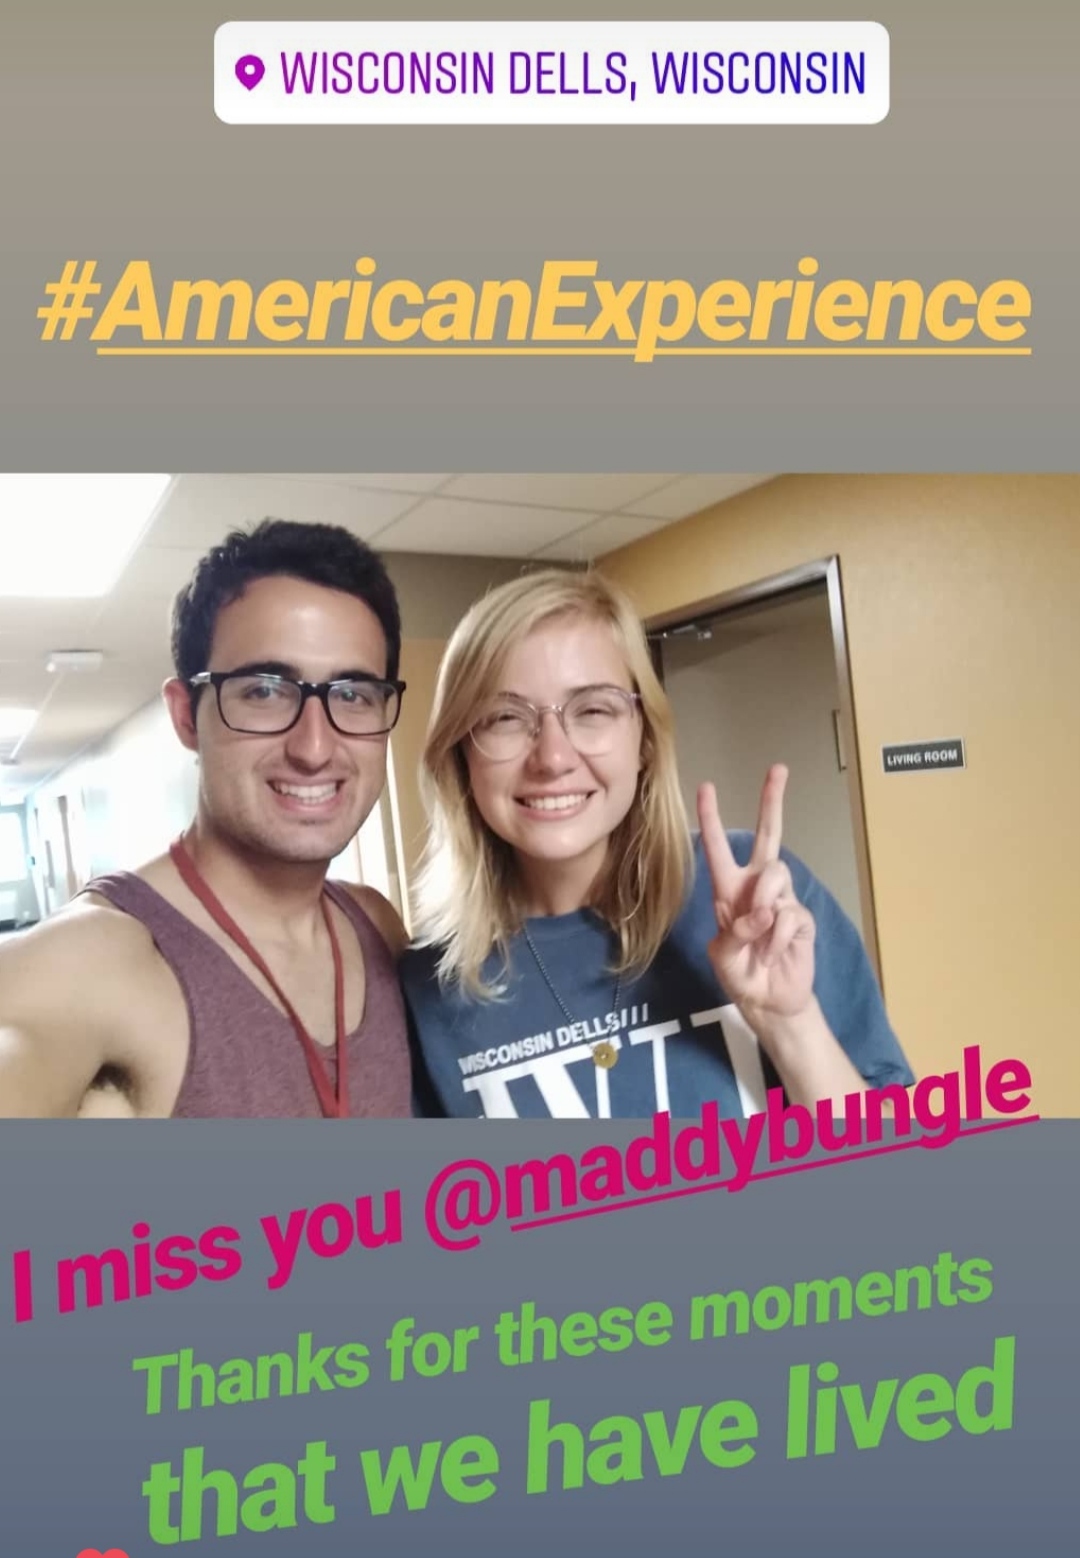 WISCONSIN DELLS, WISCONSIN
#AmericanExperience
LIVING ROOM
WISCONSIN DELLS///
I miss you @maddybungle
Thanks for these moments
that we have lived